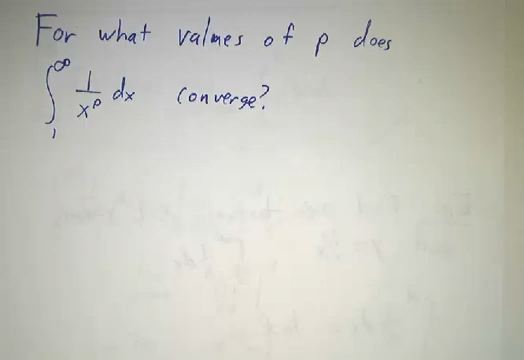 For what values of p does
∫₁^∞ 1/x^p dx converge?